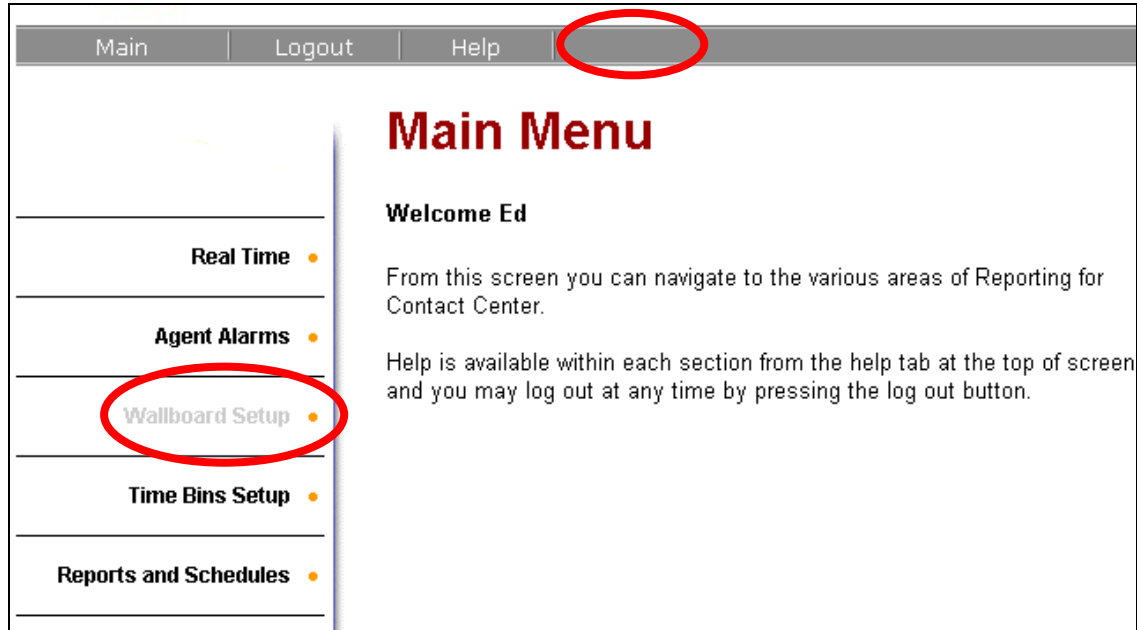 Main Logout Help
Main Menu
Welcome Ed
From this screen you can navigate to the various areas of Reporting for
Contact Center.
Help is available within each section from the help tab at the top of screen
and you may log out at any time by pressing the log out button.
Real Time
Agent Alarms
Wallboard Setup
Time Bins Setup
Reports and Schedules